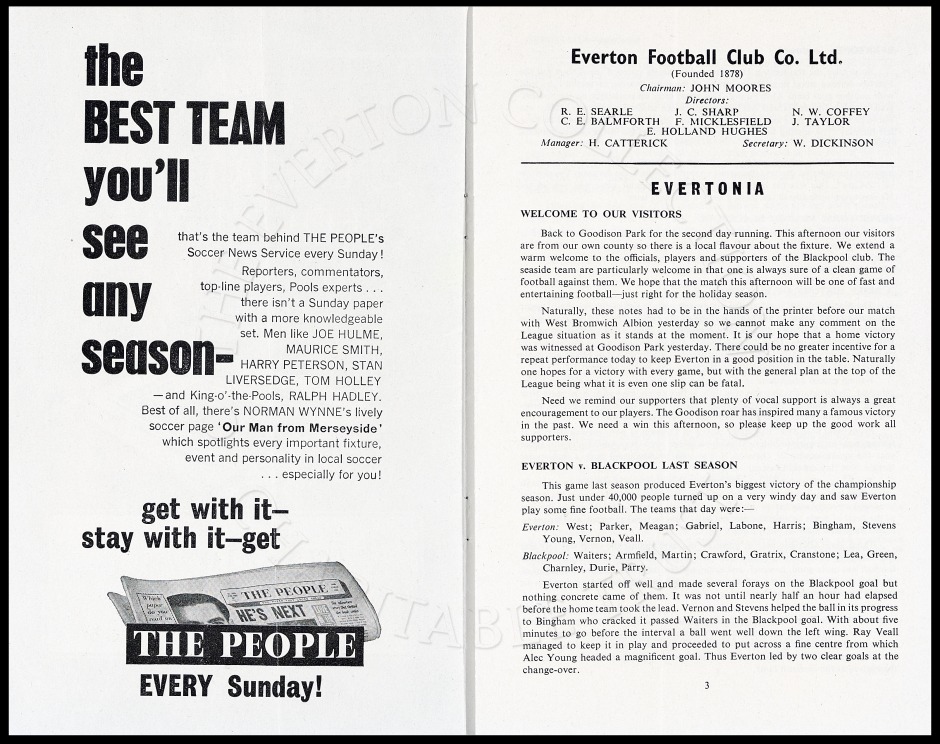 the
BEST TEAM
you'll
see
any
season-
that's the team behind THE PEOPLE's
Soccer News Service every Sunday!
Reporters, commentators,
top-line players, Pools experts . . .
there isn't a Sunday paper
with a more knowledgeable
set. Men like JOE HULME,
MAURICE SMITH,
HARRY PETERSON, STAN
LIVERSEDGE, TOM HOLLEY
—and King-o'-the-Pools, RALPH HADLEY.
Best of all, there's NORMAN WYNNE's lively
soccer page 'Our Man from Merseyside'
which spotlights every important fixture,
event and personality in local soccer
. . . especially for you!
get with it—
stay with it—get
Which
paper
do you
read on
THE PEOPLE
HE'S NEXT
THE PEOPLE
EVERY Sunday!
Everton Football Club Co. Ltd.
(Founded 1878)
Chairman: JOHN MOORES
Directors:
R. E. SEARLE J. C. SHARP N. W. COFFEY
C. E. BALMFORTH F. MICKLESFIELD J. TAYLOR
E. HOLLAND HUGHES
Manager: H. CATTERICK Secretary: W. DICKINSON
EVERTONIA
WELCOME TO OUR VISITORS
Back to Goodison Park for the second day running. This afternoon our visitors
are from our own county so there is a local flavour about the fixture. We extend a
warm welcome to the officials, players and supporters of the Blackpool club. The
seaside team are particularly welcome in that one is always sure of a clean game of
football against them. We hope that the match this afternoon will be one of fast and
entertaining football—just right for the holiday season.
Naturally, these notes had to be in the hands of the printer before our match
with West Bromwich Albion yesterday so we cannot make any comment on the
League situation as it stands at the moment. It is our hope that a home victory
was witnessed at Goodison Park yesterday. There could be no greater incentive for a
repeat performance today to keep Everton in a good position in the table. Naturally
one hopes for a victory with every game, but with the general plan at the top of the
League being what it is even one slip can be fatal.
Need we remind our supporters that plenty of vocal support is always a great
encouragement to our players. The Goodison roar has inspired many a famous victory
in the past. We need a win this afternoon, so please keep up the good work all
supporters.
EVERTON v. BLACKPOOL LAST SEASON
This game last season produced Everton's biggest victory of the championship
season. Just under 40,000 people turned up on a very windy day and saw Everton
play some fine football. The teams that day were:—
Everton: West; Parker, Meagan; Gabriel, Labone, Harris; Bingham, Stevens
Young, Vernon, Veall.
Blackpool: Waiters; Armfield, Martin; Crawford, Gratrix, Cranstone; Lea, Green,
Charnley, Durie, Parry.
Everton started off well and made several forays on the Blackpool goal but
nothing concrete came of them. It was not until nearly half an hour had elapsed
before the home team took the lead. Vernon and Stevens helped the ball in its progress
to Bingham who cracked it passed Waiters in the Blackpool goal. With about five
minutes to go before the interval a ball went well down the left wing. Ray Veall
managed to keep it in play and proceeded to put across a fine centre from which
Alec Young headed a magnificent goal. Thus Everton led by two clear goals at the
change-over.
3
THE EVERTON COLLECTION
CHARITABLE TRUST